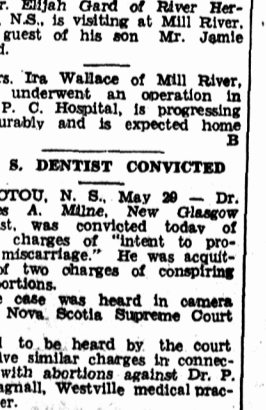 r. Elijah Gard of River Her-
, N.S., is visiting at Mill River,
guest of his son Mr. Jamie
d.
rs. Ira Wallace of Mill River,
underwent an operation in
P. C. Hospital, is progressing
urably and is expected home
B
S. DENTIST CONVICTED
OTOU, N. S., May 29 — Dr.
es A. Milne, New Glasgow
st, was convicted today of
charges of "intent to pro-
miscarriage." He was acquit-
of two charges of conspiring
ortions.
e case was heard in camera
Nova Scotia Supreme Court
l to be heard by the court
ive similar charges in connec-
with abortions against Dr. P.
agnall, Westville medical prac-
er.